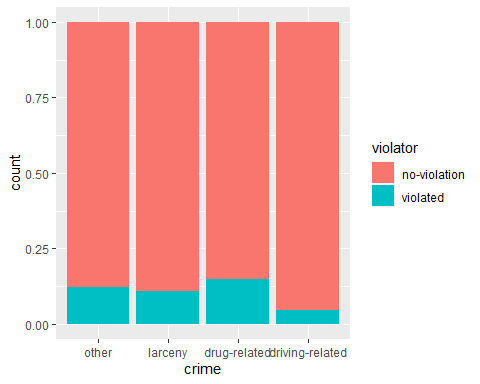 1.00
0.75
0.50
0.25
0.00
count
other larceny drug-related driving-related
crime
violator
no-violation
violated